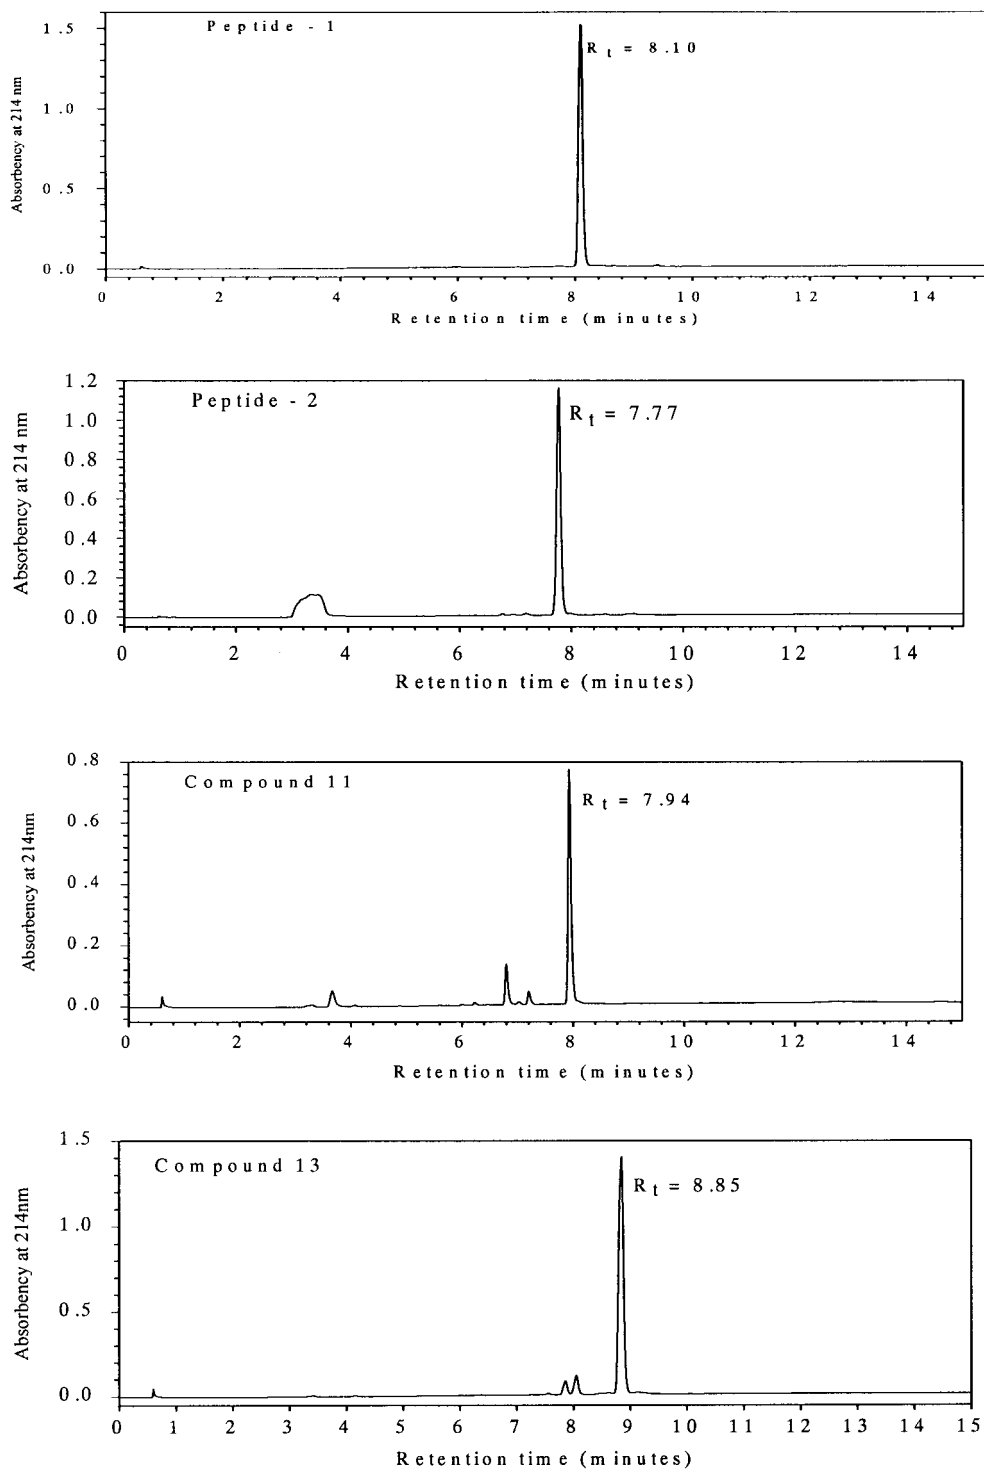 Peptide - 1
Rt = 8.10
Absorbency at 214 nm
1.5
1.0
0.5
0.0
0 2 4 6 8 10 12 14
Retention time (minutes)
Peptide - 2
Rt = 7.77
Absorbency at 214 nm
1.2
1.0
0.8
0.6
0.4
0.2
0.0
0 2 4 6 8 10 12 14
Retention time (minutes)
Compound 11
Rt = 7.94
Absorbency at 214nm
0.8
0.6
0.4
0.2
0.0
0 2 4 6 8 10 12 14
Retention time (minutes)
Compound 13
Rt = 8.85
Absorbency at 214nm
1.5
1.0
0.5
0.0
0 1 2 3 4 5 6 7 8 9 10 11 12 13 14 15
Retention time (minutes)